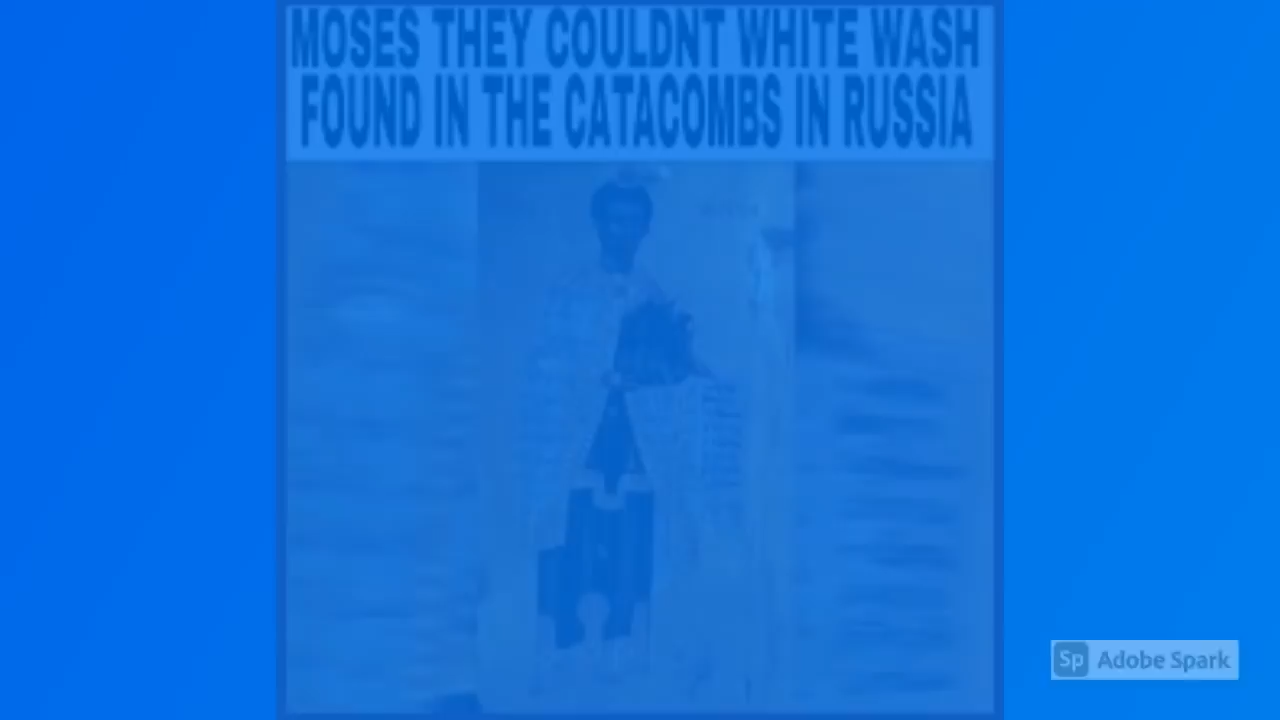 MOSES THEY COULDNT WHITE WASH
FOUND IN THE CATACOMBS IN RUSSIA
Sp Adobe Spark